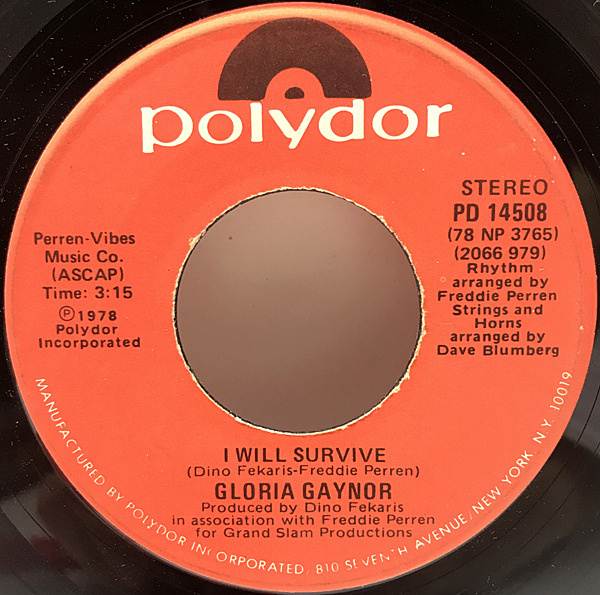 polydor
STEREO
PD 14508
(78 NP 3765)
(2066 979)
Rhythm
arranged by
Freddie Perren
Strings and
Horns
arranged by
Dave Blumberg
Perren-Vibes
Music Co.
(ASCAP)
Time: 3:15
Ⓟ 1978
Polydor
Incorporated
I WILL SURVIVE
(Dino Fekaris-Freddie Perren)
GLORIA GAYNOR
Produced by Dino Fekaris
in association with Freddie Perren
for Grand Slam Productions
MANUFACTURED BY POLYDOR INCORPORATED, 810 SEVENTH AVENUE, NEW YORK, N.Y. 10019